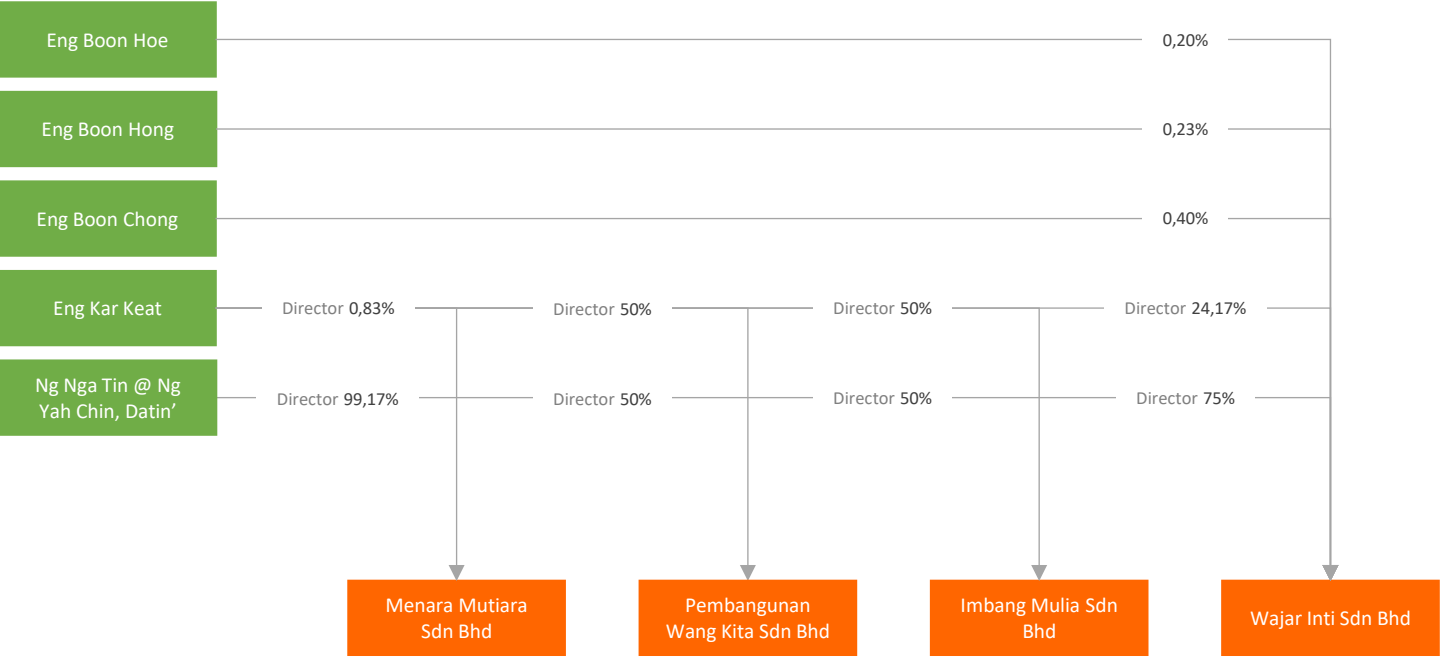 Eng Boon Hoe
0,20%
Eng Boon Hong
0,23%
Eng Boon Chong
0,40%
Eng Kar Keat
Director 0,83%
Director 50%
Director 50%
Director 24,17%
Ng Nga Tin @ Ng
Yah Chin, Datin’
Director 99,17%
Director 50%
Director 50%
Director 75%
Menara Mutiara
Sdn Bhd
Pembangunan
Wang Kita Sdn Bhd
Imbang Mulia Sdn
Bhd
Wajar Inti Sdn Bhd